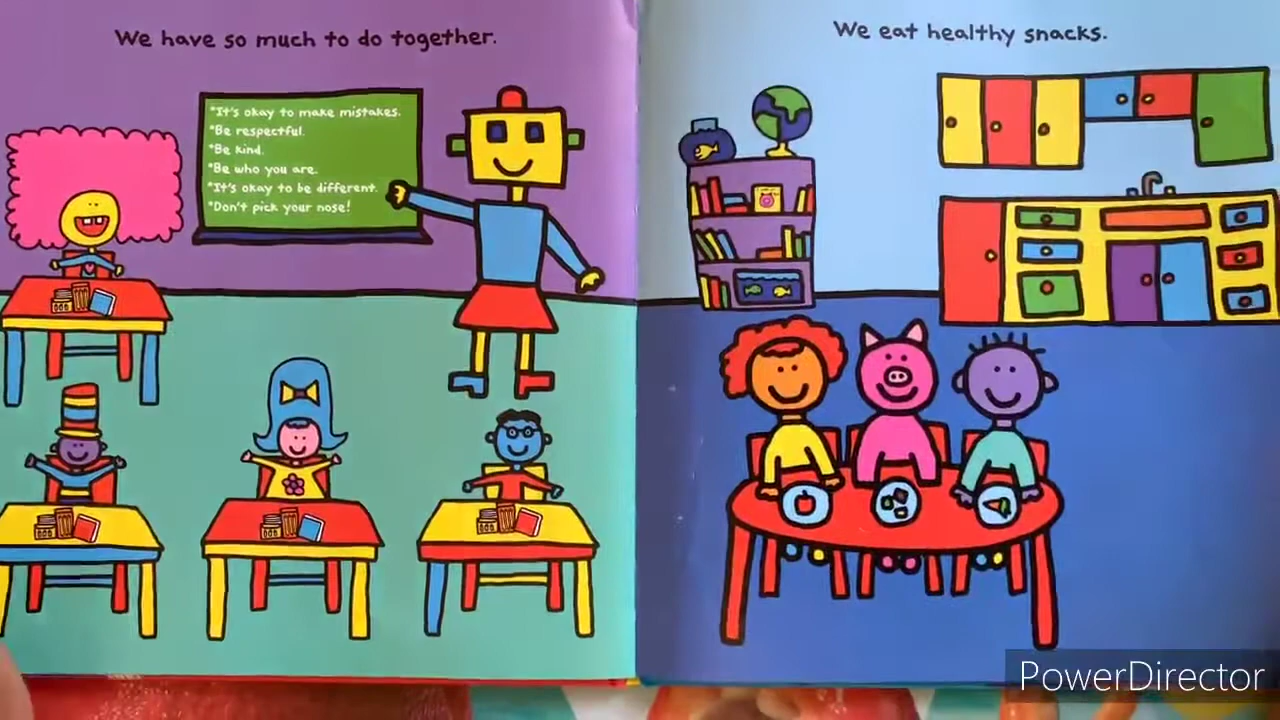 We have so much to do together.
*It's okay to make mistakes.
*Be respectful.
*Be kind.
*Be who you are.
*It's okay to be different.
*Don't pick your nose!
We eat healthy snacks.
PowerDirector